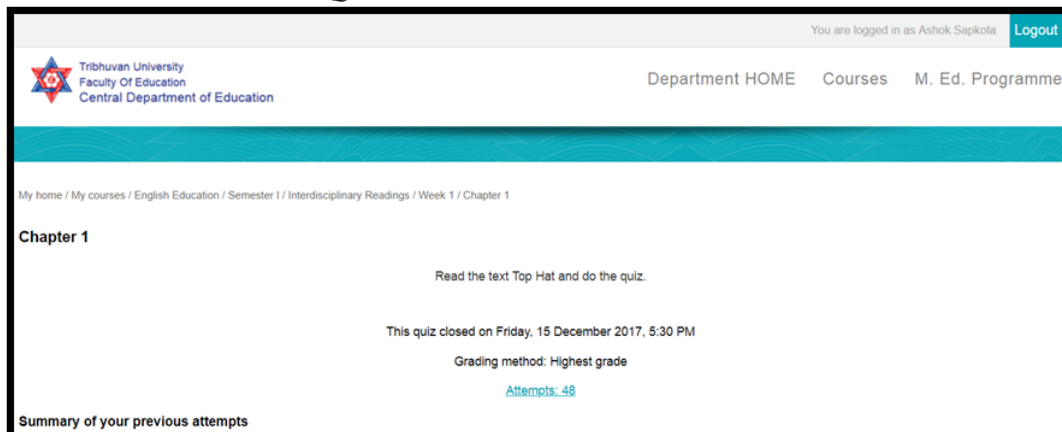 You are logged in as Ashok Sapkota Logout
Tribhuvan University
Faculty Of Education
Central Department of Education
Department HOME Courses M. Ed. Programme
My home / My courses / English Education / Semester I / Interdisciplinary Readings / Week 1 / Chapter 1
Chapter 1
Read the text Top Hat and do the quiz.
This quiz closed on Friday, 15 December 2017, 5:30 PM
Grading method: Highest grade
Attempts: 48
Summary of your previous attempts